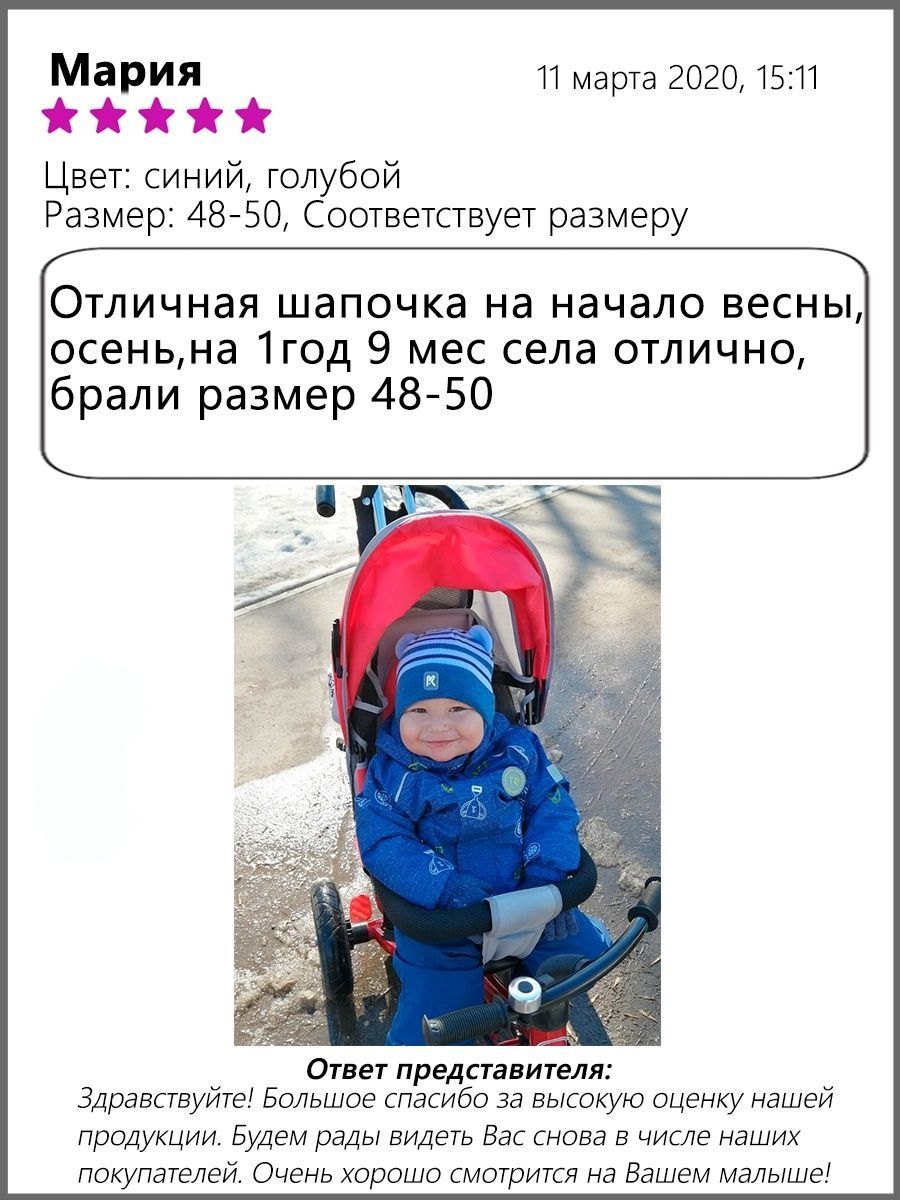 Мария
11 марта 2020, 15:11
Цвет: синий, голубой
Размер: 48-50, Соответствует размеру
Отличная шапочка на начало весны,
осень,на 1год 9 мес села отлично,
брали размер 48-50
Ответ представителя:
Здравствуйте! Большое спасибо за высокую оценку нашей
продукции. Будем рады видеть Вас снова в числе наших
покупателей. Очень хорошо смотрится на Вашем малыше!